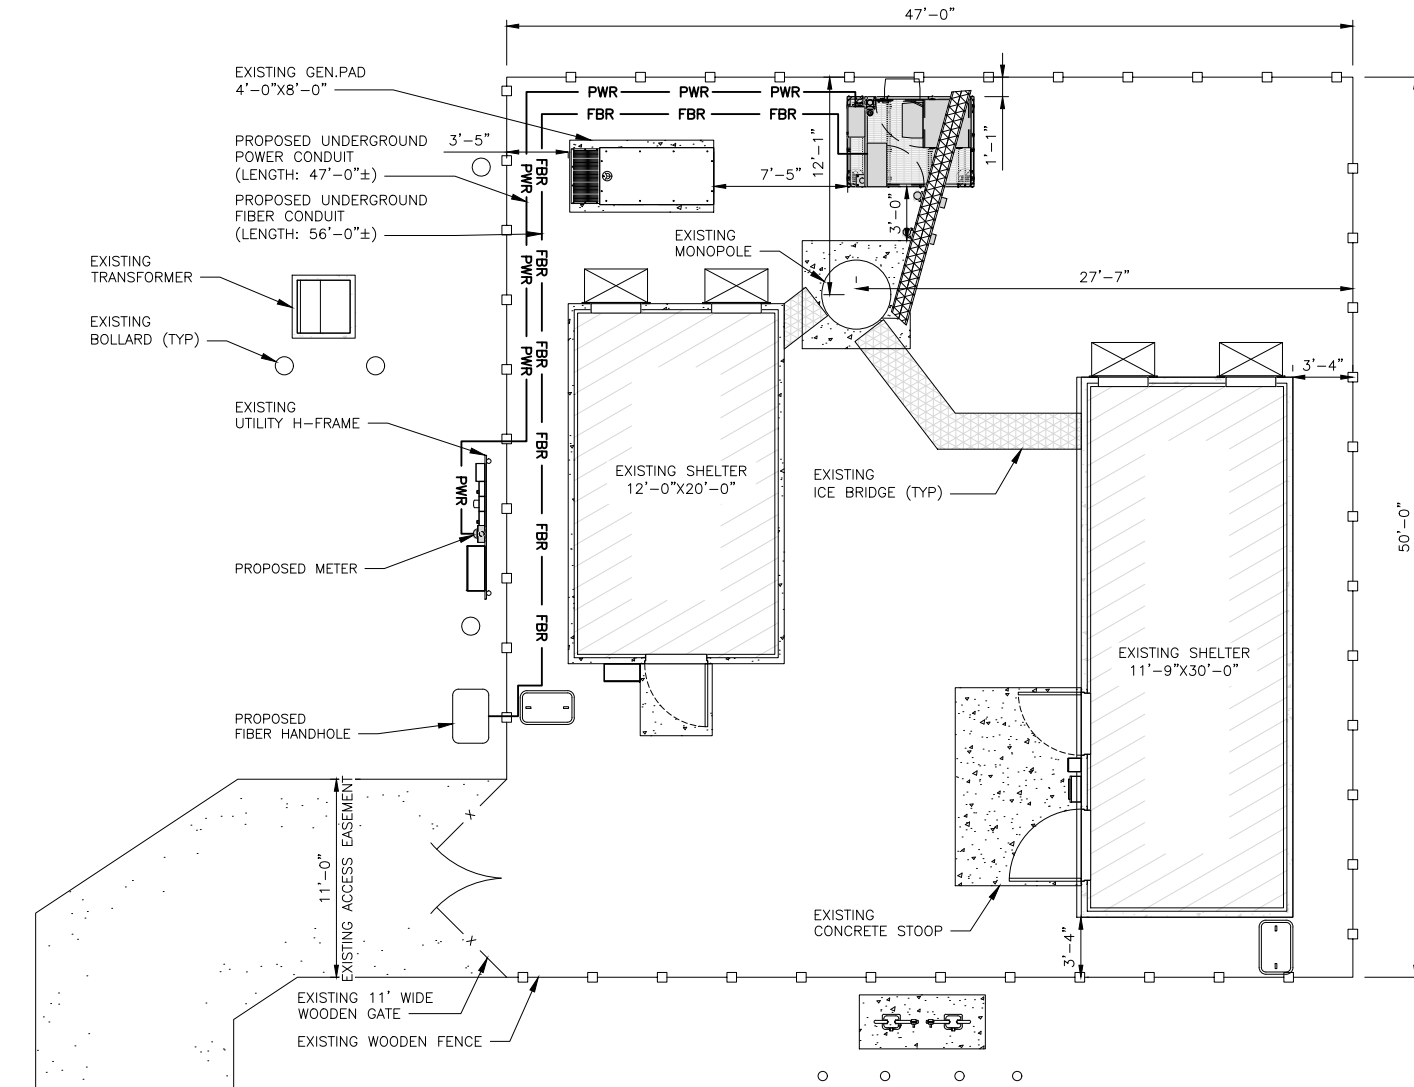 47'-0"
EXISTING GEN.PAD
4'-0"X8'-0"
PWR PWR PWR
FBR FBR FBR
PROPOSED UNDERGROUND
POWER CONDUIT
(LENGTH: 47'-0"±)
3'-5"
12'-1"
1'-1"
7'-5"
FBR
PWR
PROPOSED UNDERGROUND
FIBER CONDUIT
(LENGTH: 56'-0"±)
3'-0"
EXISTING
MONOPOLE
EXISTING
TRANSFORMER
FBR
PWR
27'-7"
EXISTING
BOLLARD (TYP)
FBR
PWR
3'-4"
EXISTING
UTILITY H-FRAME
FBR
EXISTING SHELTER
12'-0"X20'-0"
EXISTING
ICE BRIDGE (TYP)
PWR
50'-0"
FBR
PROPOSED METER
FBR
EXISTING SHELTER
11'-9"X30'-0"
PROPOSED
FIBER HANDHOLE
X
11'-0"
EXISTING ACCESS EASEMENT
EXISTING
CONCRETE STOOP
X
3'-4"
EXISTING 11' WIDE
WOODEN GATE
EXISTING WOODEN FENCE